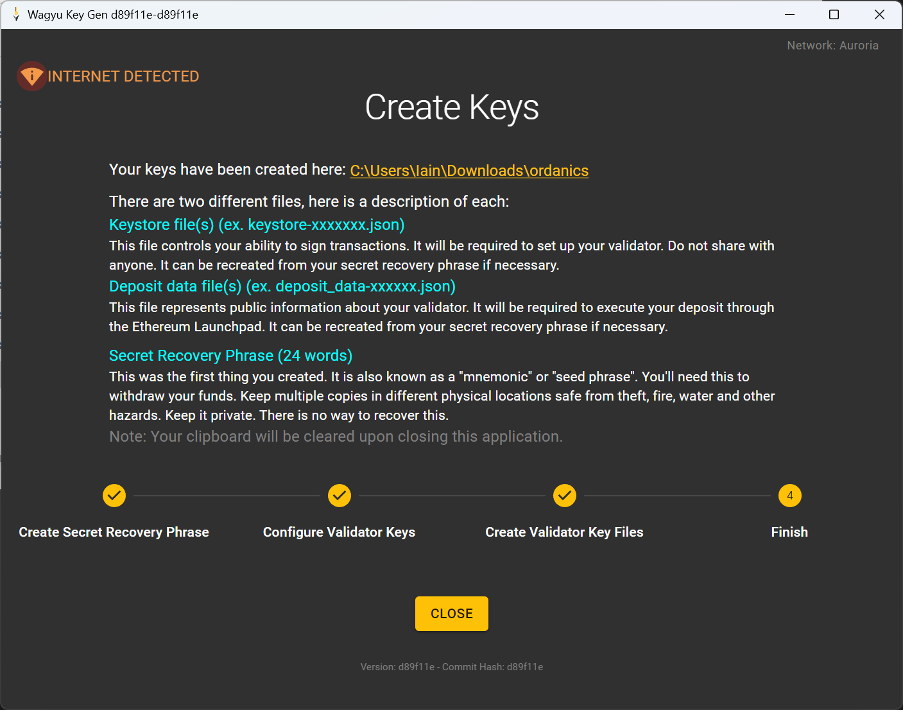 Wagyu Key Gen d89f11e-d89f11e
Network: Auroria
INTERNET DETECTED
Create Keys
Your keys have been created here: C:\Users\Iain\Downloads\ordanics
There are two different files, here is a description of each:
Keystore file(s) (ex. keystore-xxxxxxx.json)
This file controls your ability to sign transactions. It will be required to set up your validator. Do not share with
anyone. It can be recreated from your secret recovery phrase if necessary.
Deposit data file(s) (ex. deposit_data-xxxxxx.json)
This file represents public information about your validator. It will be required to execute your deposit through
the Ethereum Launchpad. It can be recreated from your secret recovery phrase if necessary.
Secret Recovery Phrase (24 words)
This was the first thing you created. It is also known as a "mnemonic" or "seed phrase". You'll need this to
withdraw your funds. Keep multiple copies in different physical locations safe from theft, fire, water and other
hazards. Keep it private. There is no way to recover this.
Note: Your clipboard will be cleared upon closing this application.
4
Create Secret Recovery Phrase
Configure Validator Keys
Create Validator Key Files
Finish
CLOSE
Version: d89f11e - Commit Hash: d89f11e